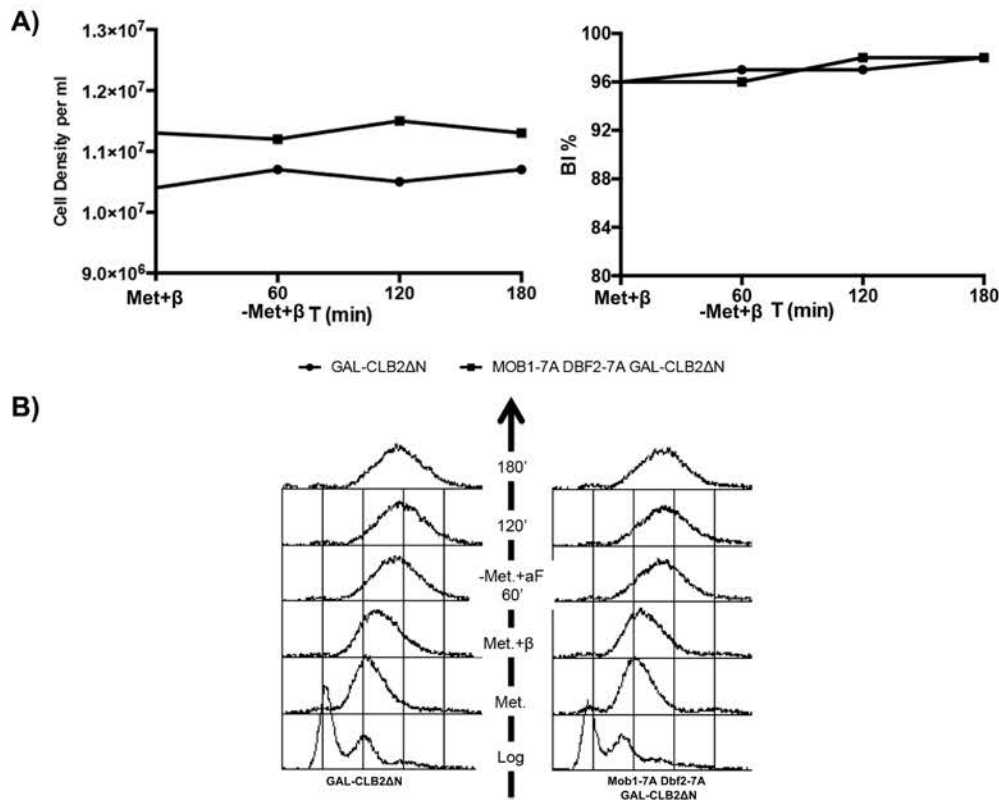 A)
1.3×10⁷
1.2×10⁷
1.1×10⁷
1.0×10⁷
9.0×10⁶
Cell Density per ml
Met+β
60
120
180
-Met+β T (min)
100
96
92
88
84
80
BI %
Met+β
60
120
180
-Met+β T (min)
GAL-CLB2ΔN
MOB1-7A DBF2-7A GAL-CLB2ΔN
B)
180'
120'
-Met.+aF
60'
Met.+β
Met.
Log
GAL-CLB2ΔN
Mob1-7A Dbf2-7A
GAL-CLB2ΔN